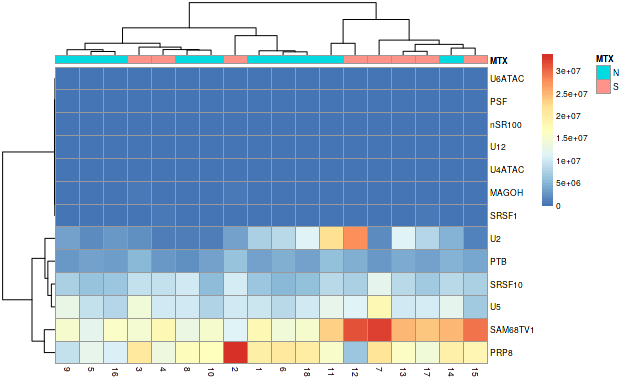 MTX
MTX
N
S
U6ATAC
PSF
nSR100
U12
U4ATAC
MAGOH
SRSF1
U2
PTB
SRSF10
U5
SAM68TV1
PRP8
3e+07
2.5e+07
2e+07
1.5e+07
1e+07
5e+06
0
9 5 16 3 4 8 10 2 1 6 18 11 12 7 13 17 14 15